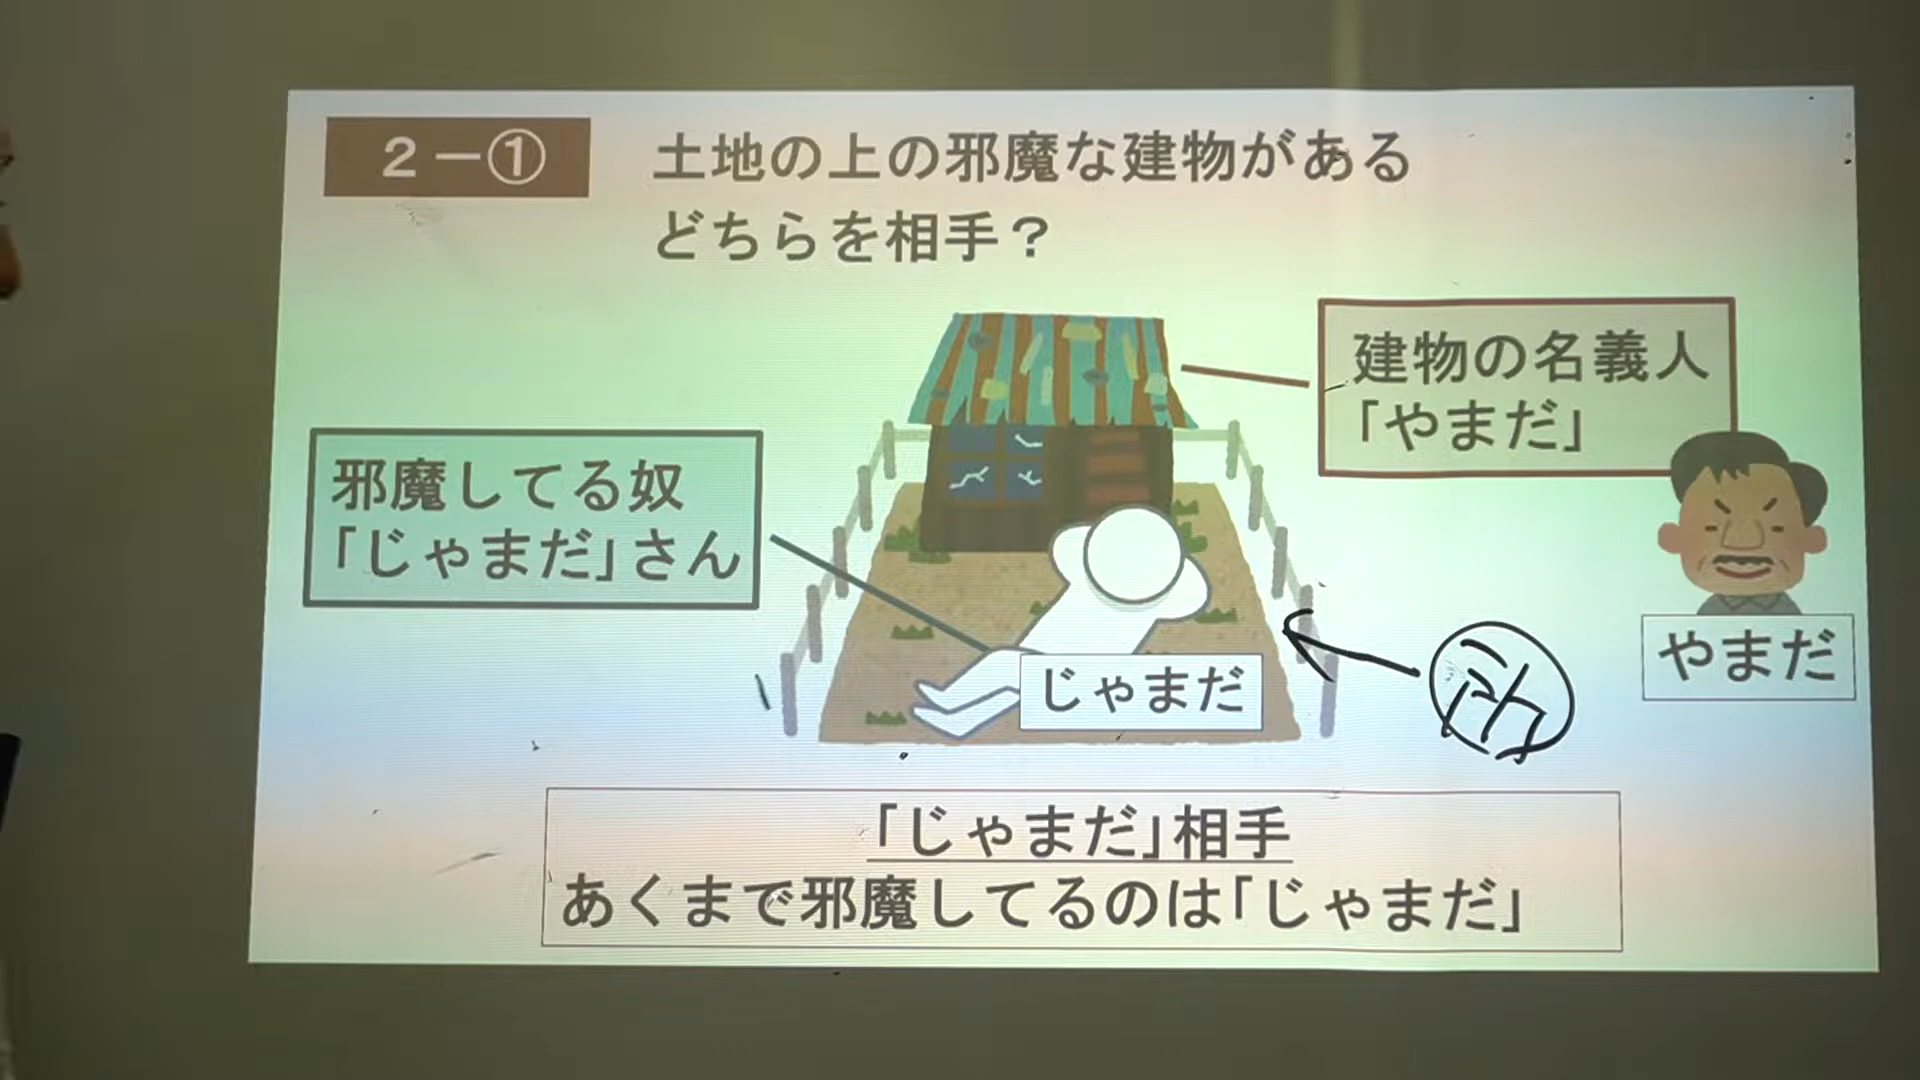 2－①
土地の上の邪魔な建物がある
どちらを相手？
建物の名義人
「やまだ」
邪魔してる奴
「じゃまだ」さん
やまだ
じゃまだ
所
「じゃまだ」相手
あくまで邪魔してるのは「じゃまだ」